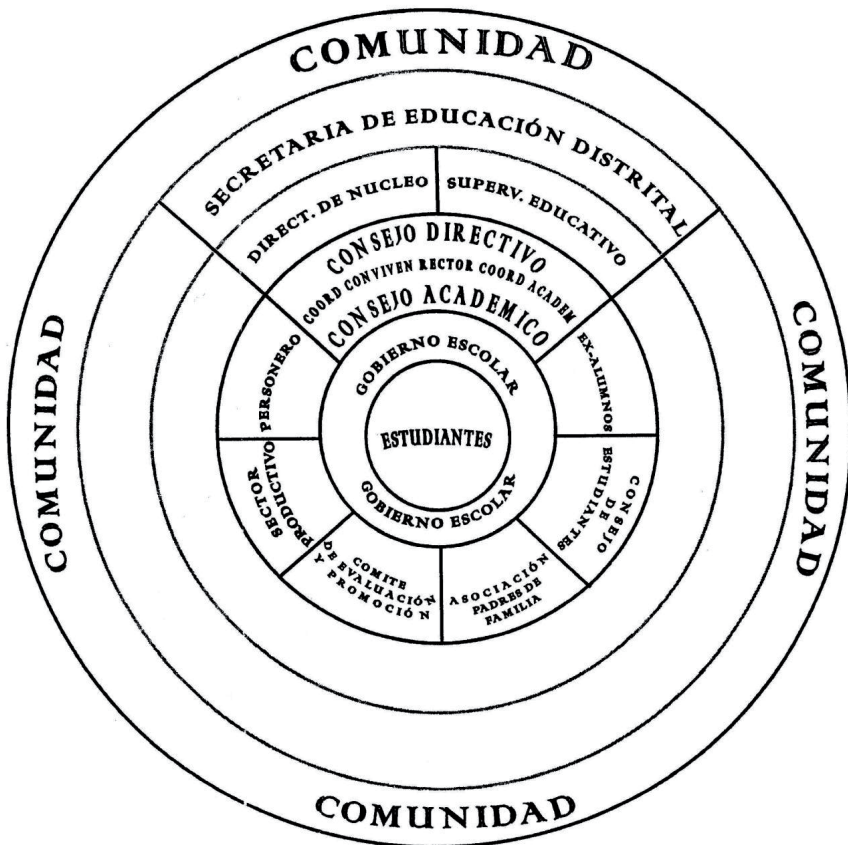 COMUNIDAD
SECRETARIA DE EDUCACIÓN DISTRITAL
DIRECT. DE NUCLEO
SUPERV. EDUCATIVO
CONSEJO DIRECTIVO
COORD CONVIVEN RECTOR COORD ACADEM
CONSEJO ACADEMICO
GOBIERNO ESCOLAR
ESTUDIANTES
GOBIERNO ESCOLAR
PERSONERO
EX-ALUMNOS
SECTOR
PRODUCTIVO
CONSEJO
DE
ESTUDIANTES
COMITE
DE EVALUACIÓN
Y PROMOCIÓN
ASOCIACIÓN
PADRES DE
FAMILIA
COMUNIDAD
COMUNIDAD
COMUNIDAD